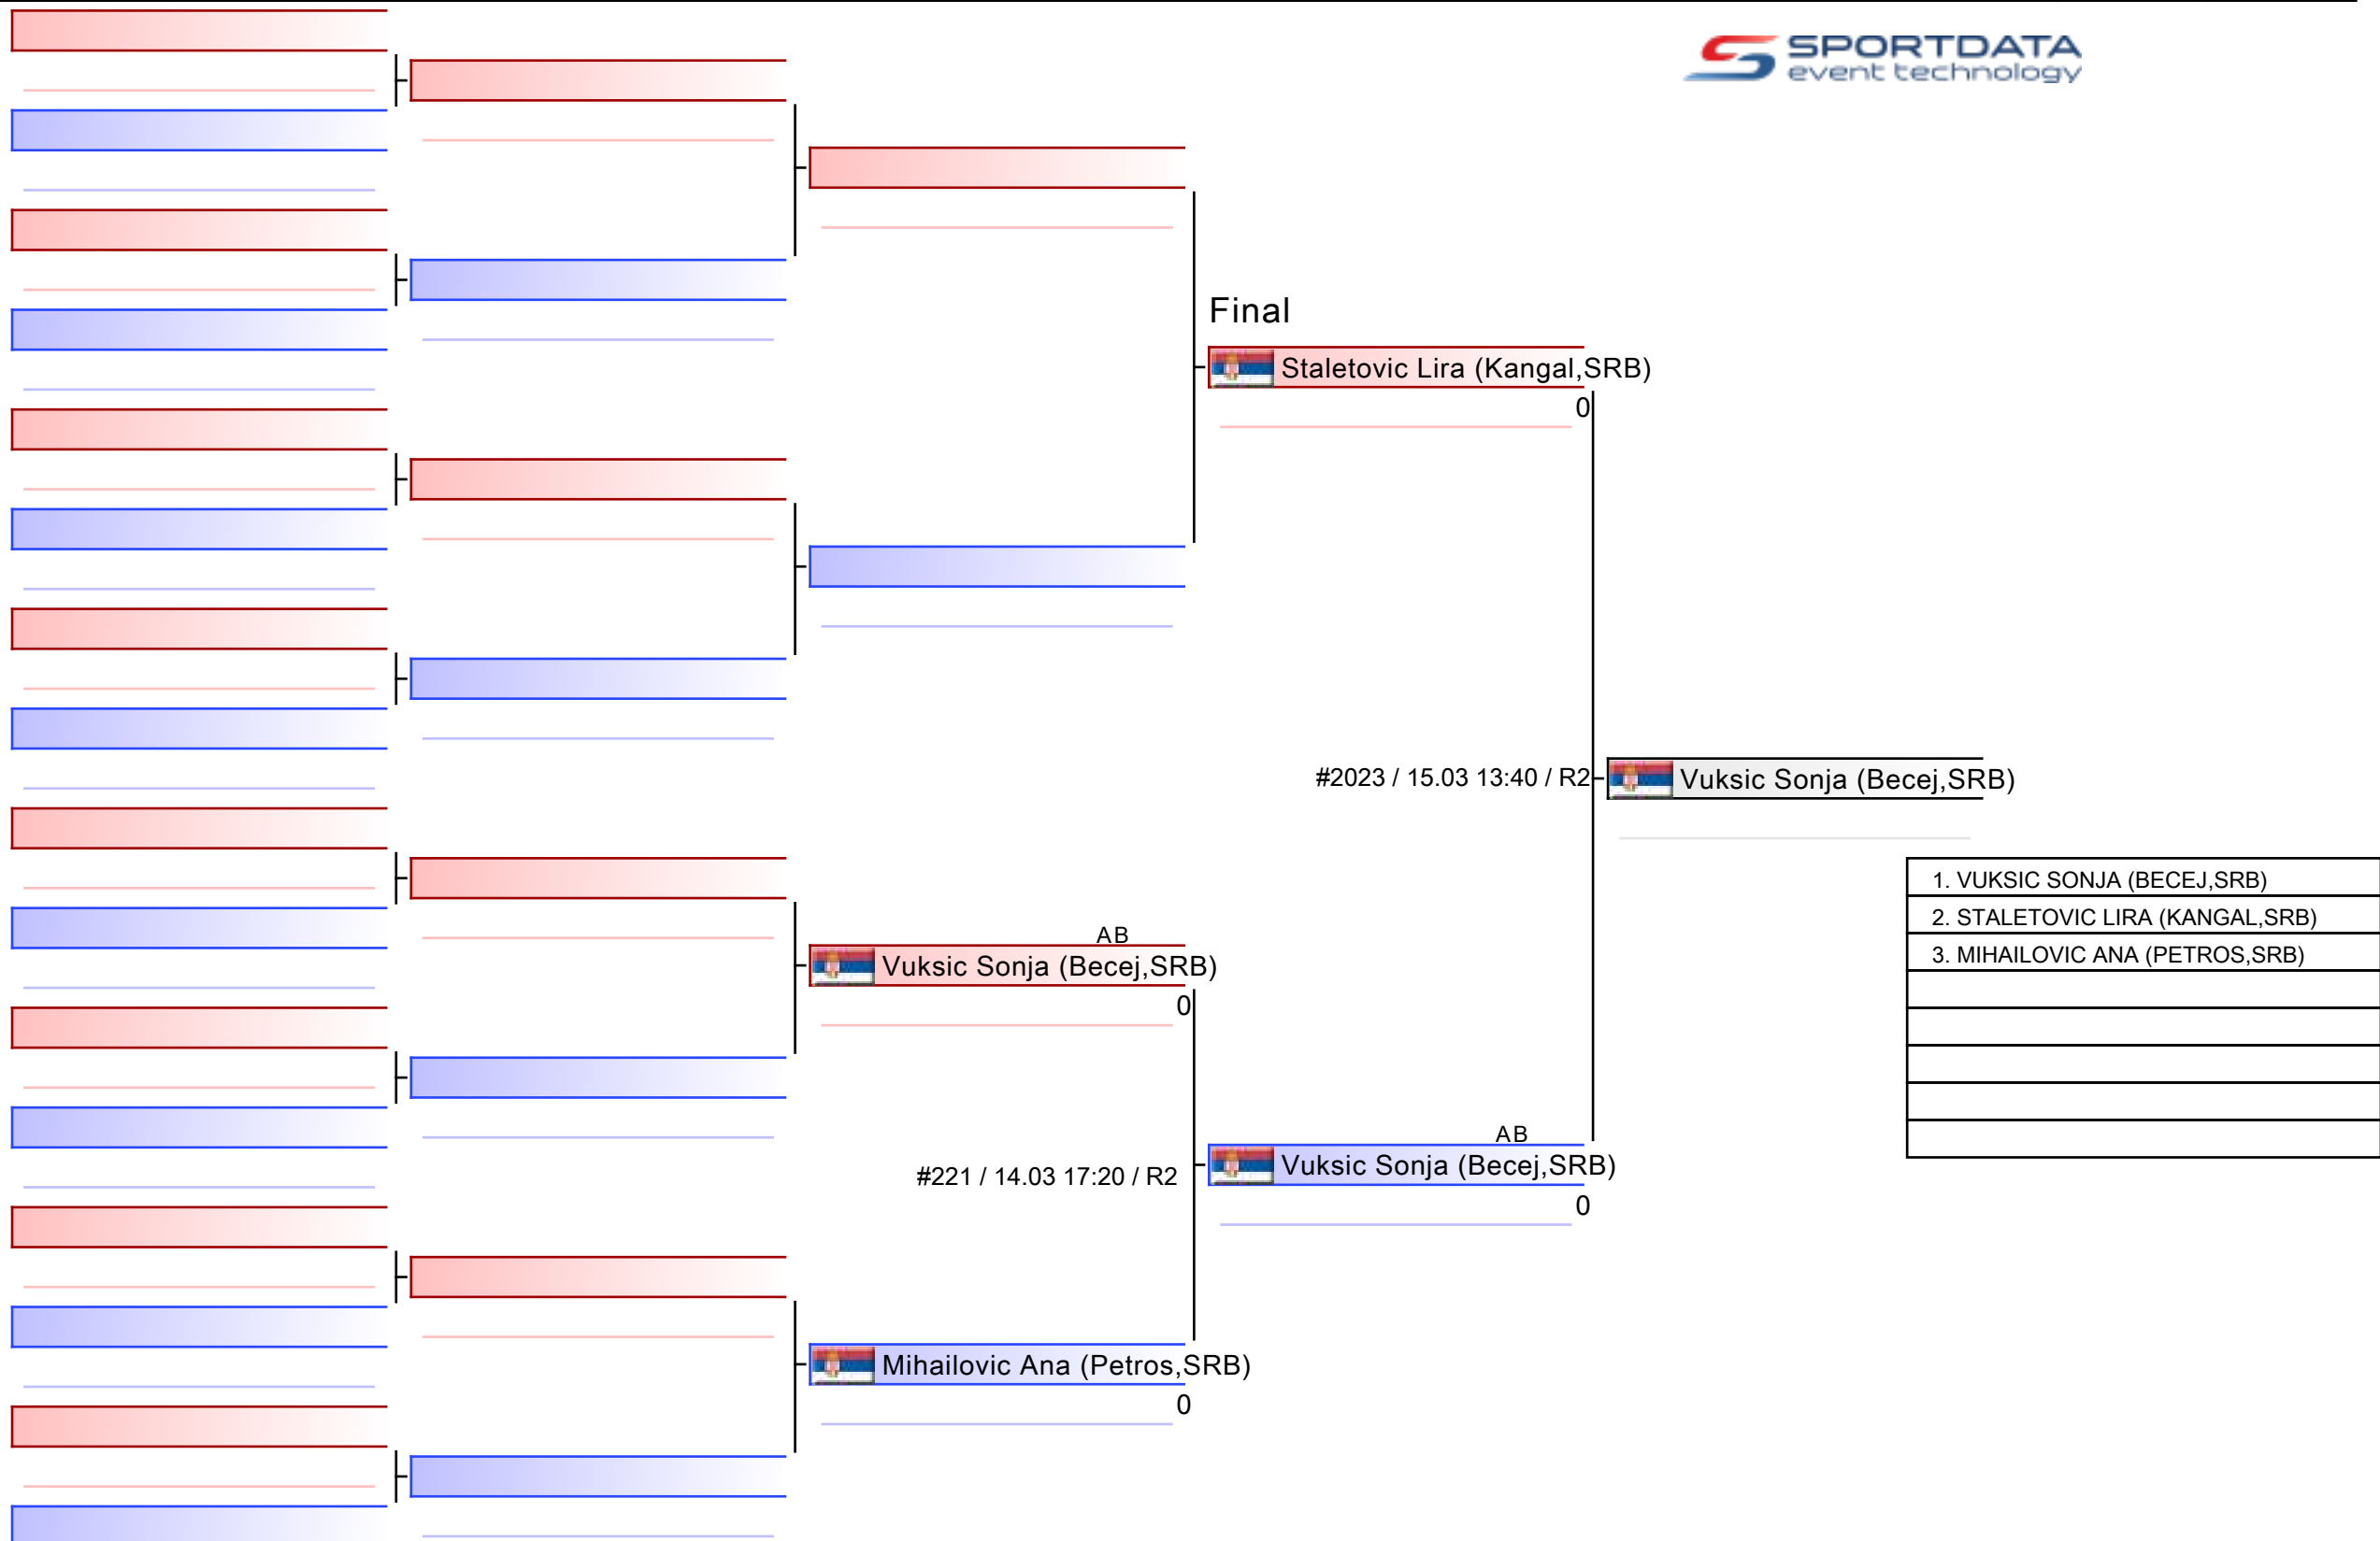 SPORTDATA
event technology
Final
Staletovic Lira (Kangal,SRB)
0
#2023 / 15.03 13:40 / R2
Vuksic Sonja (Becej,SRB)
1. VUKSIC SONJA (BECEJ,SRB)
2. STALETOVIC LIRA (KANGAL,SRB)
3. MIHAILOVIC ANA (PETROS,SRB)
AB
Vuksic Sonja (Becej,SRB)
0
#221 / 14.03 17:20 / R2
AB
Vuksic Sonja (Becej,SRB)
0
Mihailovic Ana (Petros,SRB)
0